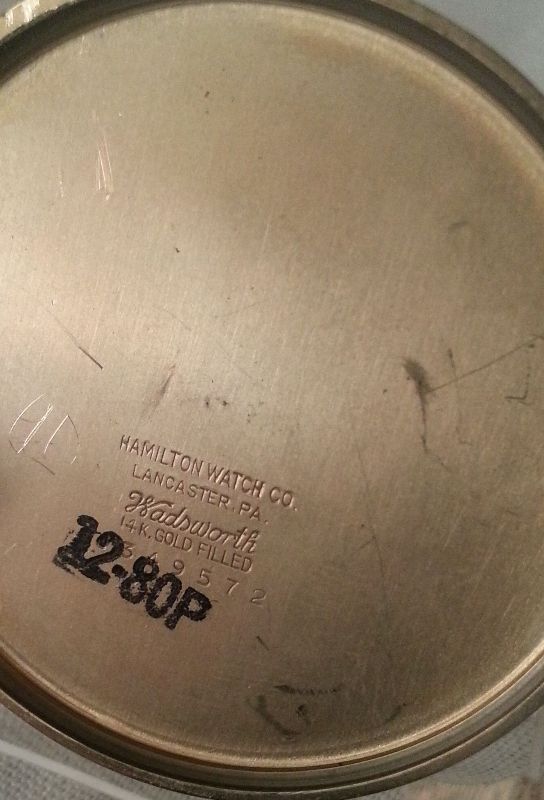 HAMILTON WATCH CO.
LANCASTER, PA.
Wadsworth
14K. GOLD FILLED
349572
12-80P